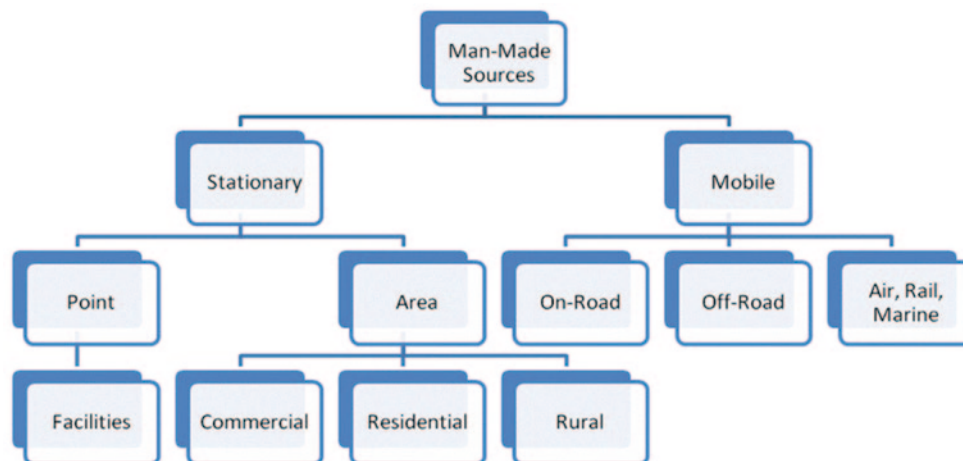 Man-Made
Sources
Stationary
Mobile
Point
Area
On-Road
Off-Road
Air, Rail,
Marine
Facilities
Commercial
Residential
Rural